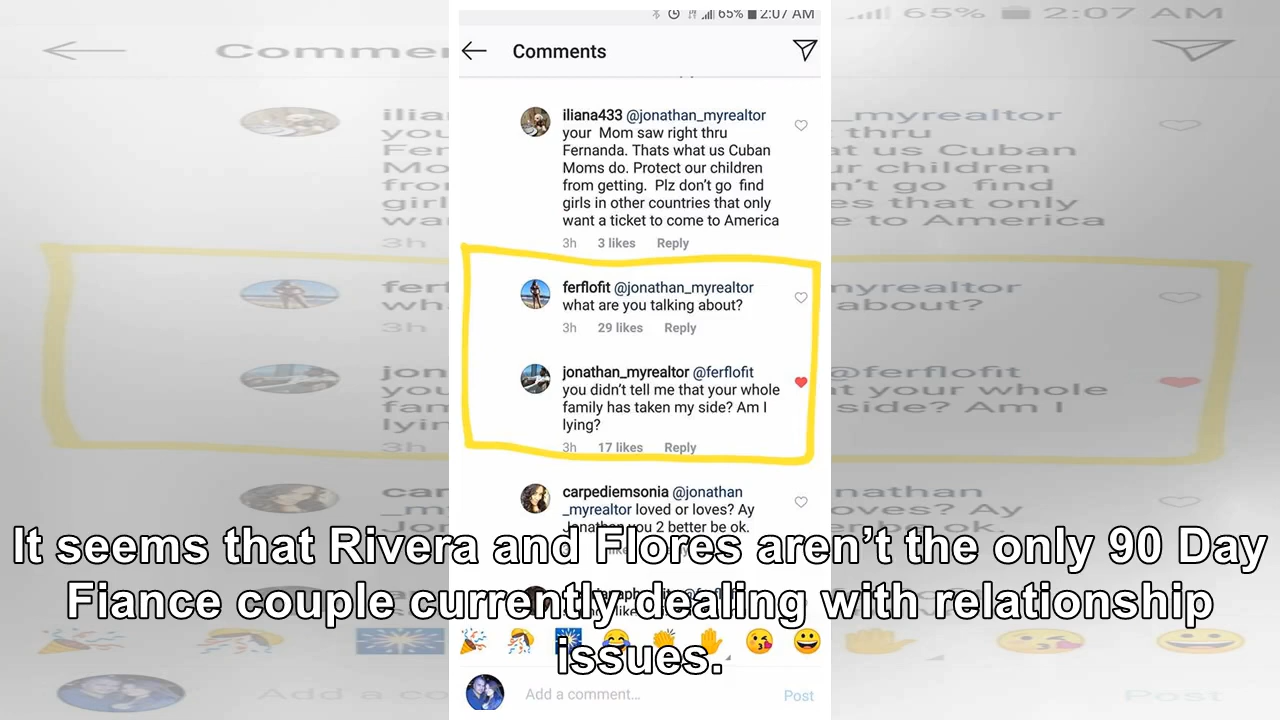 65% 2:07 AM
Comments
iliana433 @jonathan_myrealtor
your Mom saw right thru
Fernanda. Thats what us Cuban
Moms do. Protect our children
from getting. Plz don't go find
girls in other countries that only
want a ticket to come to America
3h 3 likes Reply
ferflofit @jonathan_myrealtor
what are you talking about?
3h 29 likes Reply
jonathan_myrealtor @ferflofit
you didn't tell me that your whole
family has taken my side? Am I
lying?
3h 17 likes Reply
carpediemsonia @jonathan
_myrealtor loved or loves? Ay
Jonathan you 2 better be ok.
It seems that Rivera and Flores aren't the only 90 Day
Fiance couple currently dealing with relationship
issues.
Add a comment... Post